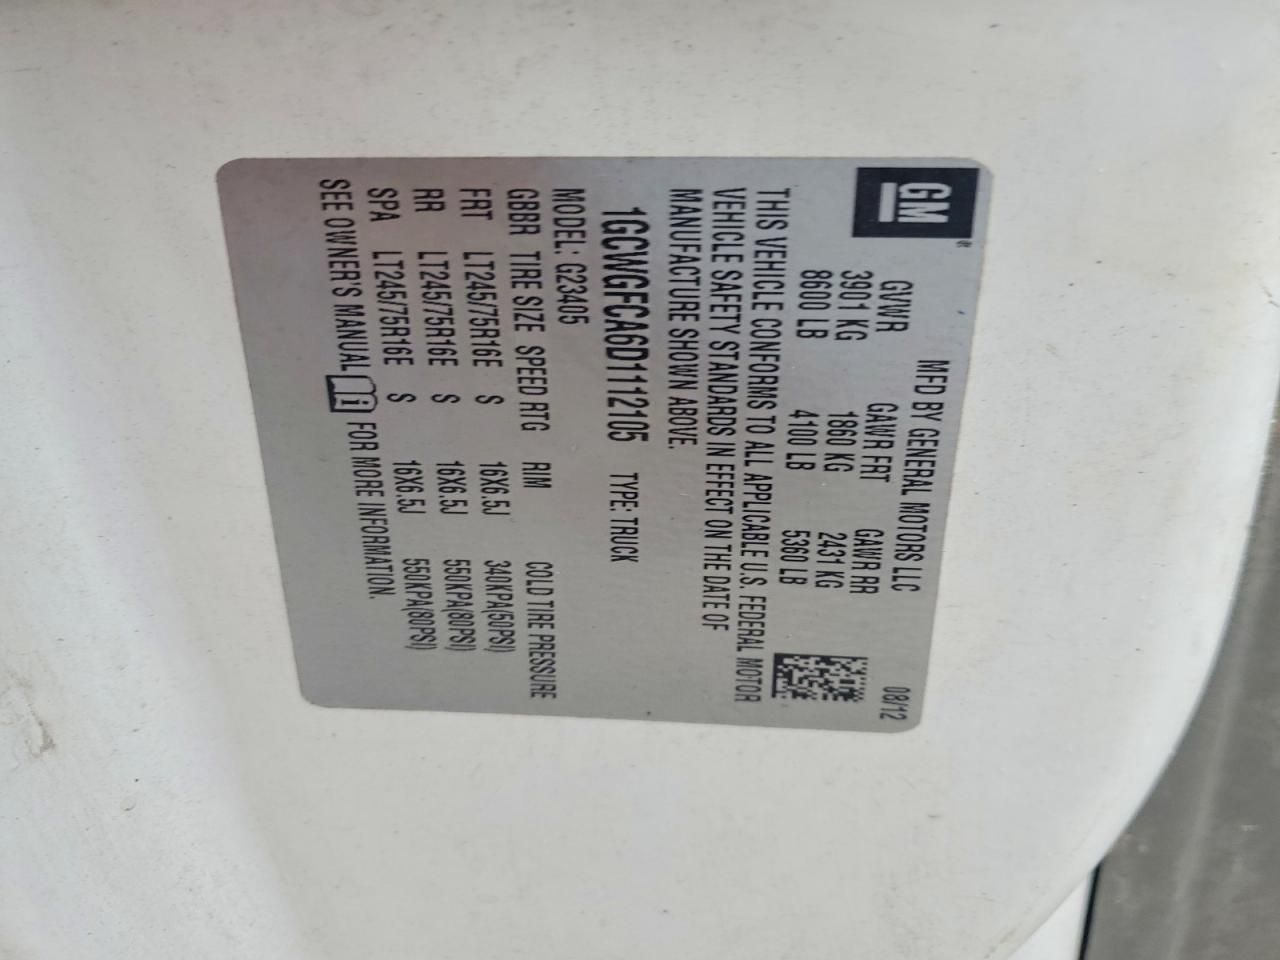 GM
MFD BY GENERAL MOTORS LLC 08/12
GVWR GAWR FRT GAWR RR
3901 KG 1860 KG 2431 KG
8600 LB 4100 LB 5360 LB
THIS VEHICLE CONFORMS TO ALL APPLICABLE U.S. FEDERAL MOTOR
VEHICLE SAFETY STANDARDS IN EFFECT ON THE DATE OF
MANUFACTURE SHOWN ABOVE.
1GCWGFCA6D1112105 TYPE: TRUCK
MODEL: G23405
GBBR TIRE SIZE SPEED RTG RIM COLD TIRE PRESSURE
FRT LT245/75R16E S 16X6.5J 340KPA(50PSI)
RR LT245/75R16E S 16X6.5J 550KPA(80PSI)
SPA LT245/75R16E S 16X6.5J 550KPA(80PSI)
SEE OWNER'S MANUAL i FOR MORE INFORMATION.